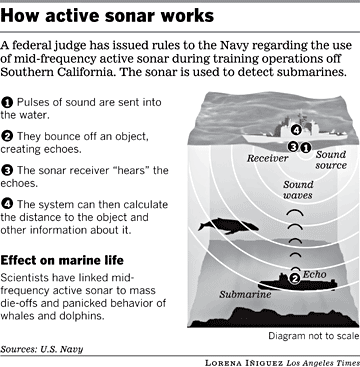 How active sonar works
A federal judge has issued rules to the Navy regarding the use
of mid-frequency active sonar during training operations off
Southern California. The sonar is used to detect submarines.
1 Pulses of sound are sent into
the water.
2 They bounce off an object,
creating echoes.
3 The sonar receiver “hears” the
echoes.
4 The system can then calculate
the distance to the object and
other information about it.
Effect on marine life
Scientists have linked mid-
frequency active sonar to mass
die-offs and panicked behavior of
whales and dolphins.
4
3 1
Receiver
Sound
source
Sound
waves
2 Echo
Submarine
Diagram not to scale
Sources: U.S. Navy
LORENA IÑIGUEZ Los Angeles Times